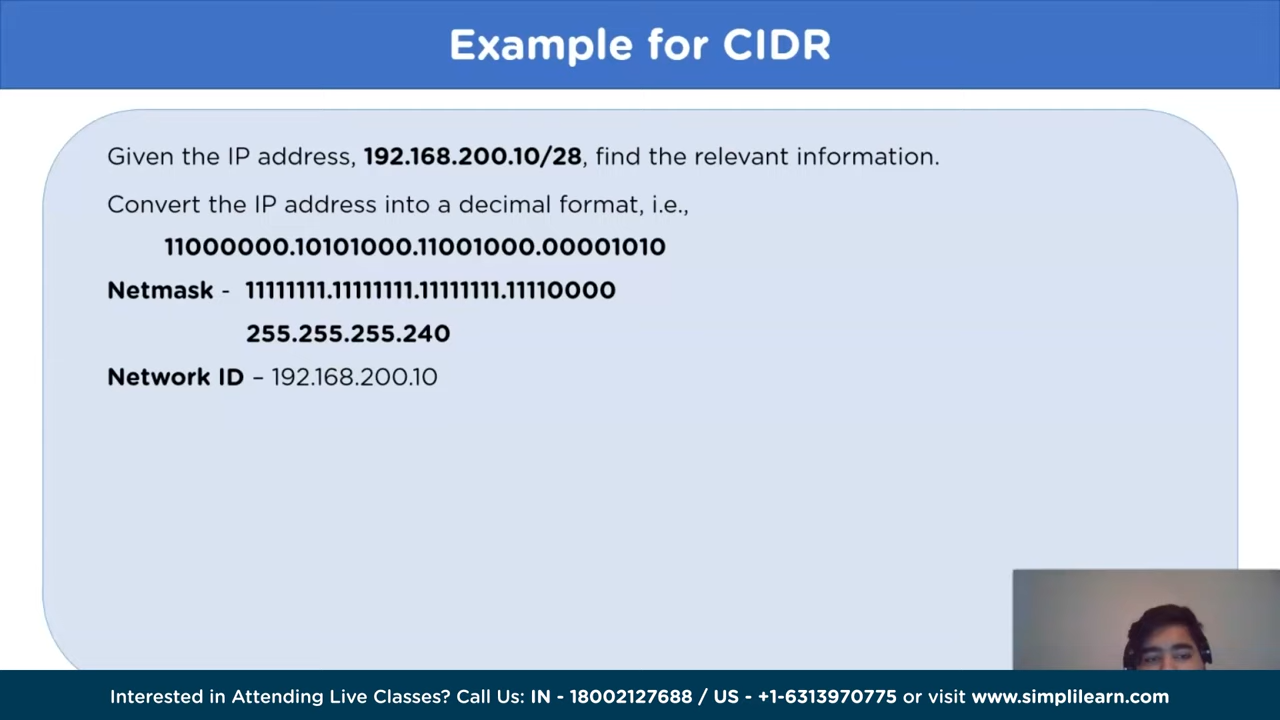 Example for CIDR
Given the IP address, 192.168.200.10/28, find the relevant information.
Convert the IP address into a decimal format, i.e.,
11000000.10101000.11001000.00001010
Netmask - 11111111.11111111.11111111.11110000
255.255.255.240
Network ID – 192.168.200.10
Interested in Attending Live Classes? Call Us: IN - 18002127688 / US - +1-6313970775 or visit www.simplilearn.com